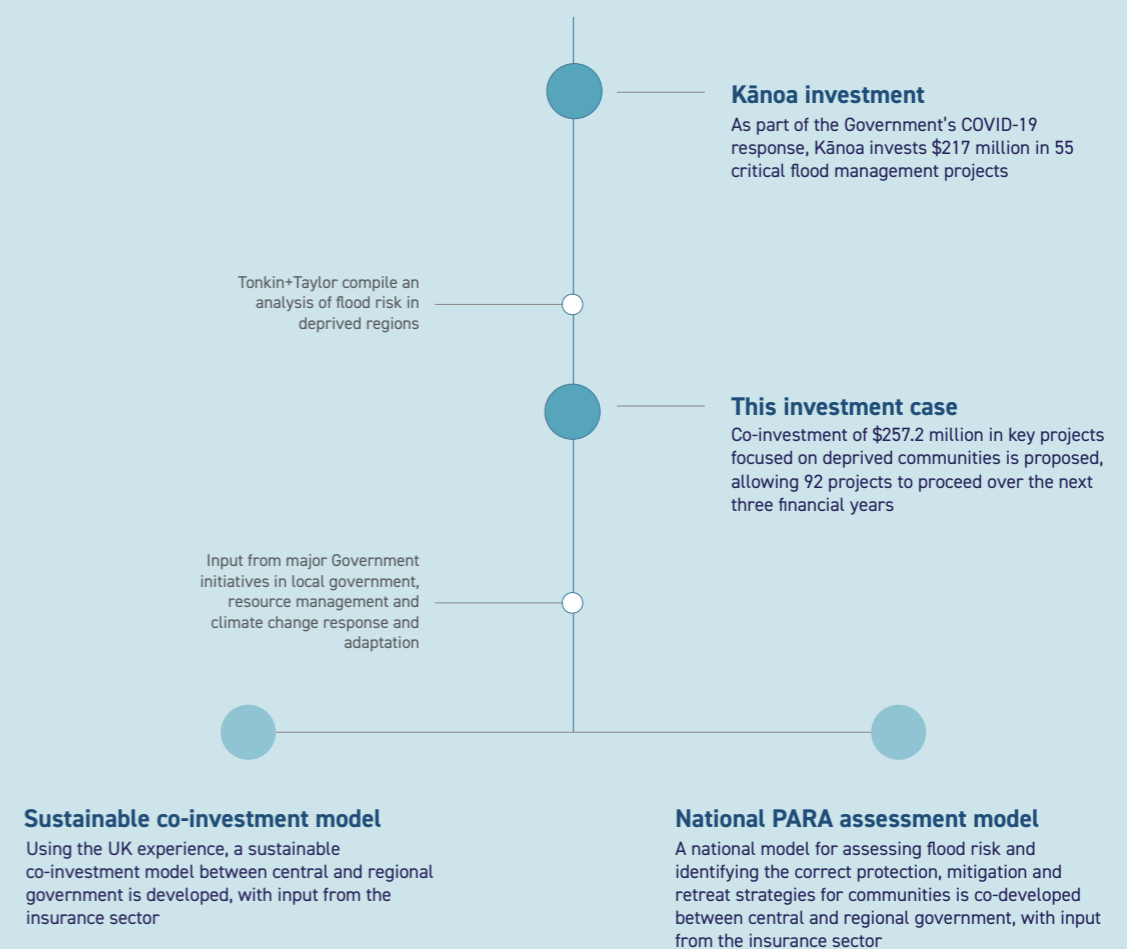 Kānoa investment
As part of the Government's COVID-19
response, Kānoa invests $217 million in 55
critical flood management projects
Tonkin+Taylor compile an
analysis of flood risk in
deprived regions
This investment case
Co-investment of $257.2 million in key projects
focused on deprived communities is proposed,
allowing 92 projects to proceed over the next
three financial years
Input from major Government
initiatives in local government,
resource management and
climate change response and
adaptation
Sustainable co-investment model
Using the UK experience, a sustainable
co-investment model between central and regional
government is developed, with input from the
insurance sector
National PARA assessment model
A national model for assessing flood risk and
identifying the correct protection, mitigation and
retreat strategies for communities is co-developed
between central and regional government, with input
from the insurance sector